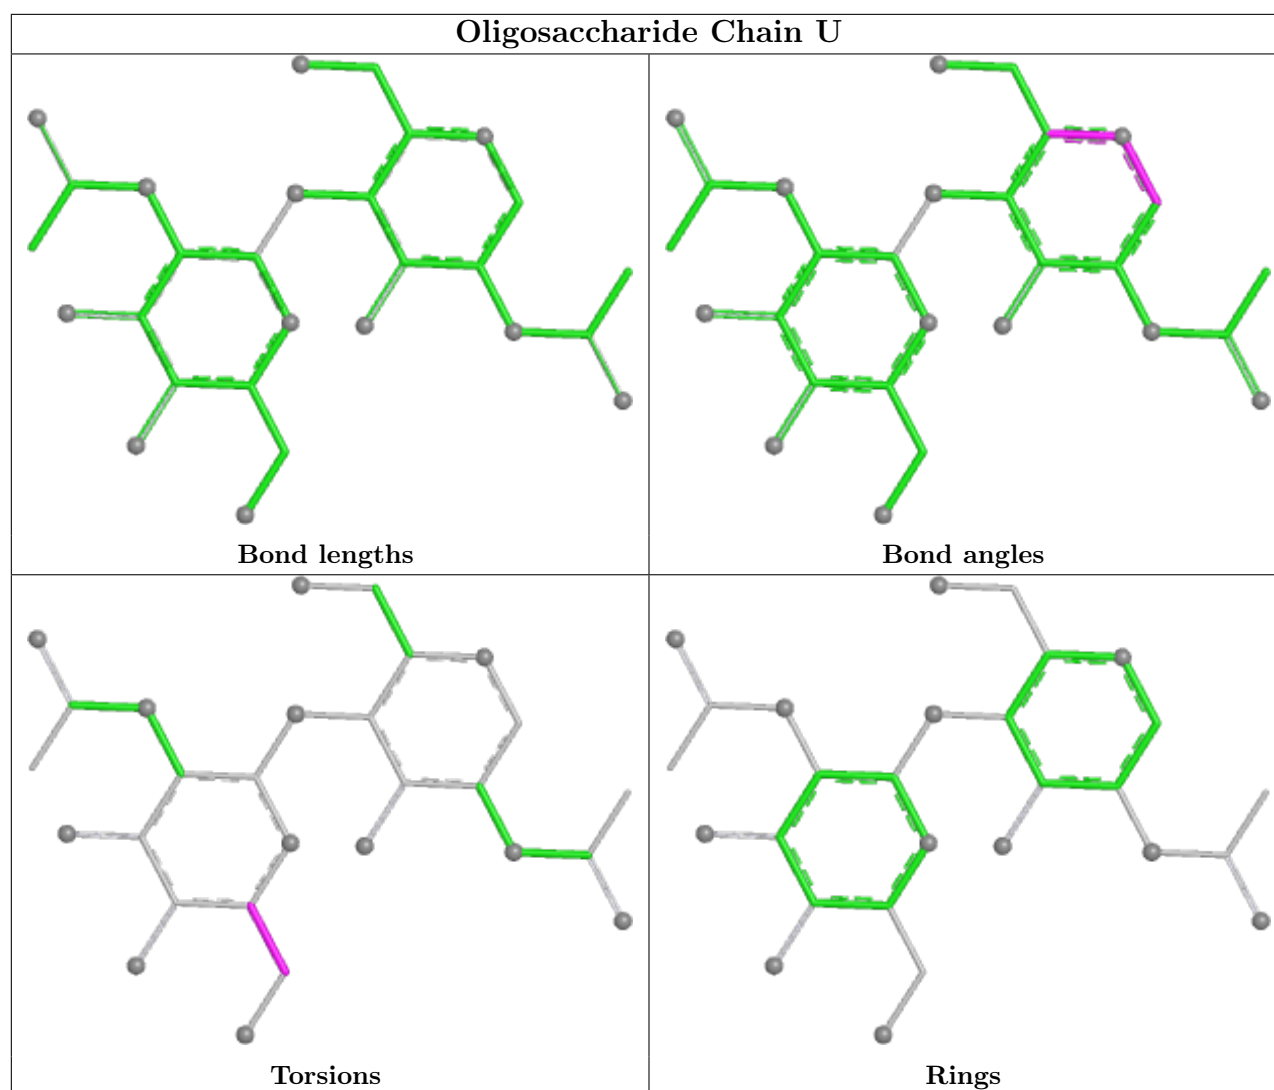 Oligosaccharide Chain U
Bond lengths
Bond angles
Torsions
Rings